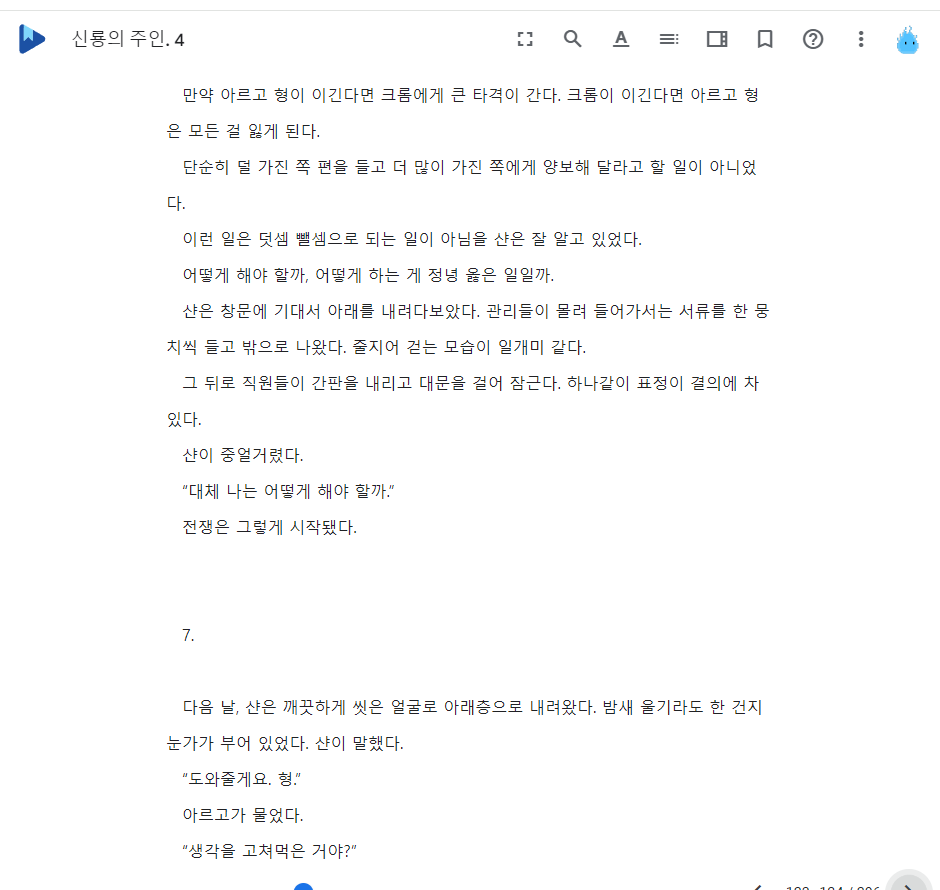 신룡의 주인. 4
만약 아르고 형이 이긴다면 크롬에게 큰 타격이 간다. 크롬이 이긴다면 아르고 형
은 모든 걸 잃게 된다.
단순히 덜 가진 쪽 편을 들고 더 많이 가진 쪽에게 양보해 달라고 할 일이 아니었
다.
이런 일은 덧셈 뺄셈으로 되는 일이 아님을 샨은 잘 알고 있었다.
어떻게 해야 할까, 어떻게 하는 게 정녕 옳은 일일까.
샨은 창문에 기대서 아래를 내려다보았다. 관리들이 몰려 들어가서는 서류를 한 뭉
치씩 들고 밖으로 나왔다. 줄지어 걷는 모습이 일개미 같다.
그 뒤로 직원들이 간판을 내리고 대문을 걸어 잠근다. 하나같이 표정이 결의에 차
있다.
샨이 중얼거렸다.
“대체 나는 어떻게 해야 할까.”
전쟁은 그렇게 시작됐다.
7.
다음 날, 샨은 깨끗하게 씻은 얼굴로 아래층으로 내려왔다. 밤새 울기라도 한 건지
눈가가 부어 있었다. 샨이 말했다.
“도와줄게요. 형.”
아르고가 물었다.
“생각을 고쳐먹은 거야?”